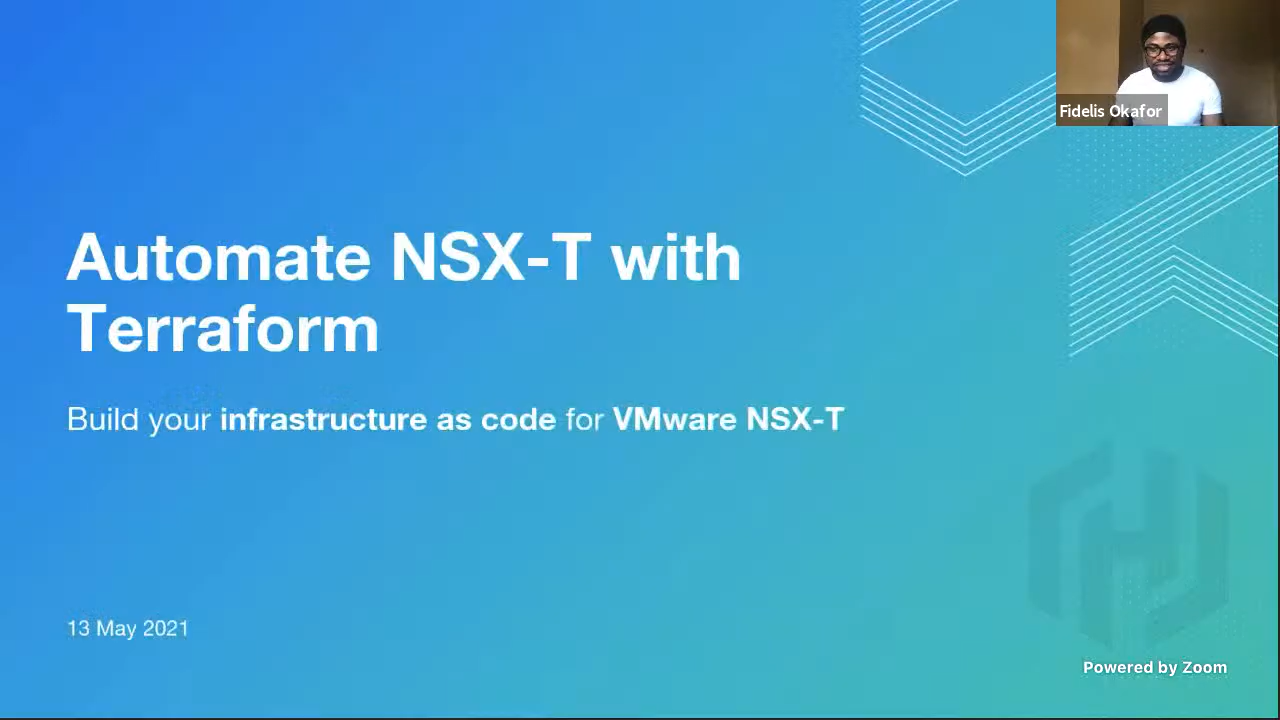 Fidelis Okafor
Automate NSX-T with
Terraform
Build your infrastructure as code for VMware NSX-T
13 May 2021
Powered by Zoom